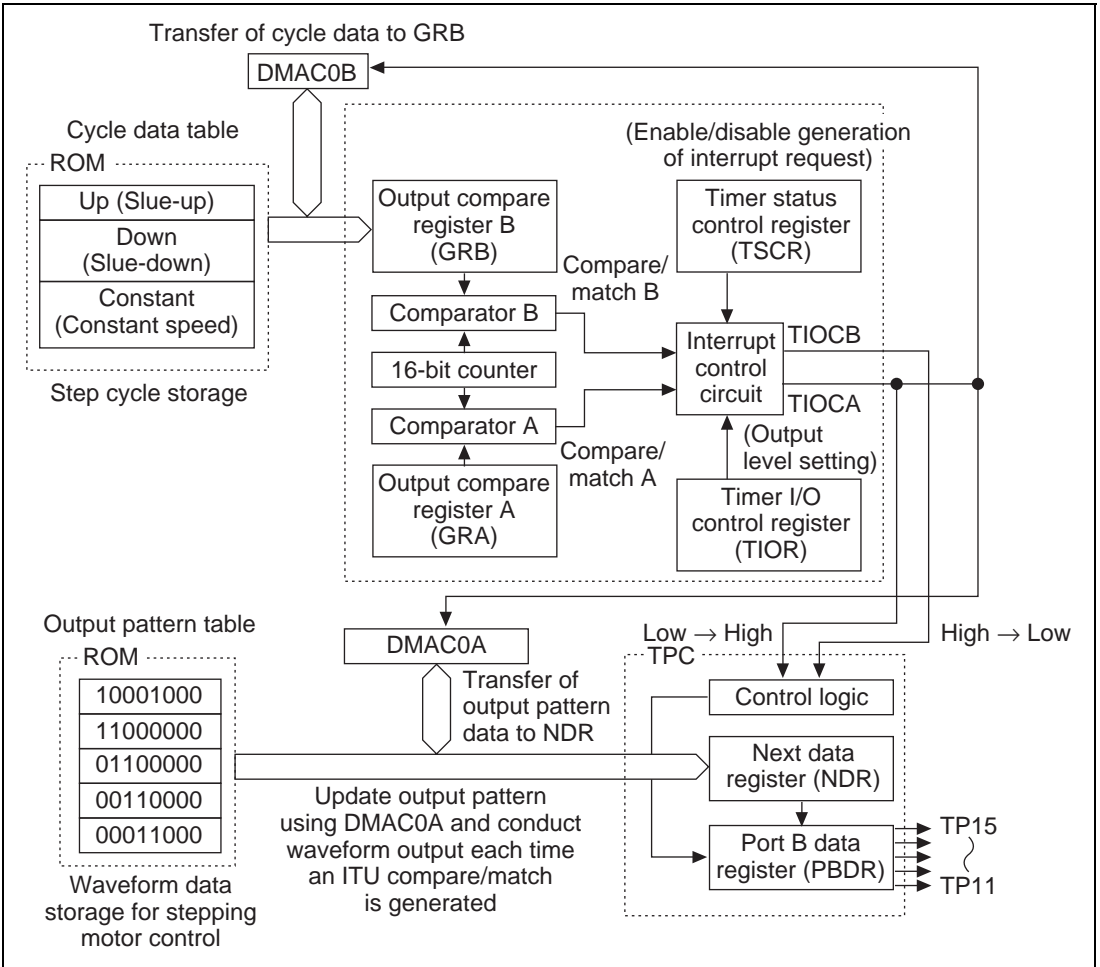 Transfer of cycle data to GRB
DMAC0B
Cycle data table
ROM
Up (Slue-up)
Down
(Slue-down)
Constant
(Constant speed)
Step cycle storage
(Enable/disable generation
of interrupt request)
Output compare
register B
(GRB)
Timer status
control register
(TSCR)
Compare/
match B
Comparator B
16-bit counter
Comparator A
Interrupt
control
circuit
TIOCB
TIOCA
Compare/
match A
(Output
level setting)
Output compare
register A
(GRA)
Timer I/O
control register
(TIOR)
Output pattern table
ROM
10001000
11000000
01100000
00110000
00011000
Waveform data
storage for stepping
motor control
DMAC0A
Transfer of
output pattern
data to NDR
Update output pattern
using DMAC0A and conduct
waveform output each time
an ITU compare/match
is generated
Low → High
High → Low
TPC
Control logic
Next data
register (NDR)
Port B data
register (PBDR)
TP15
TP11